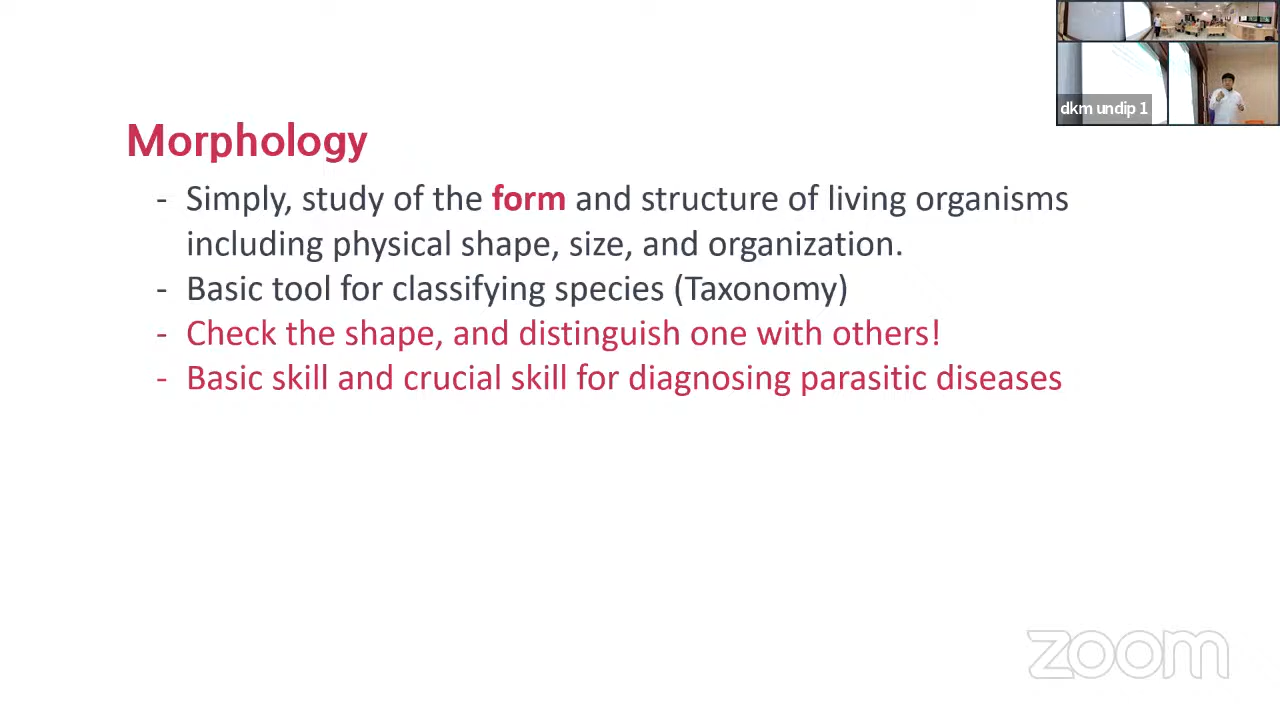 dkm undip 1
Morphology
- Simply, study of the form and structure of living organisms
including physical shape, size, and organization.
- Basic tool for classifying species (Taxonomy)
- Check the shape, and distinguish one with others!
- Basic skill and crucial skill for diagnosing parasitic diseases
zoom